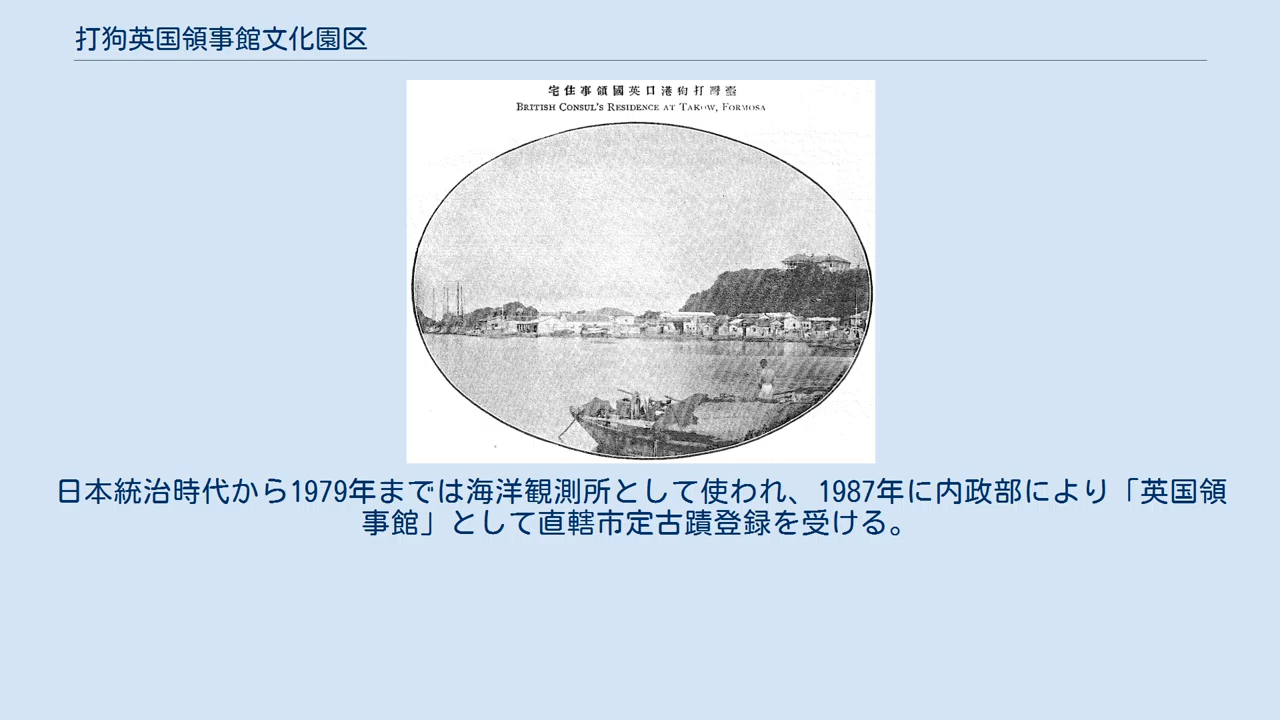 打狗英国領事館文化園区
宅住事領國英口港狗打灣臺
BRITISH CONSUL'S RESIDENCE AT TAKOW, FORMOSA
日本統治時代から1979年までは海洋観測所として使われ、1987年に内政部により「英国領
事館」として直轄市定古蹟登録を受ける。